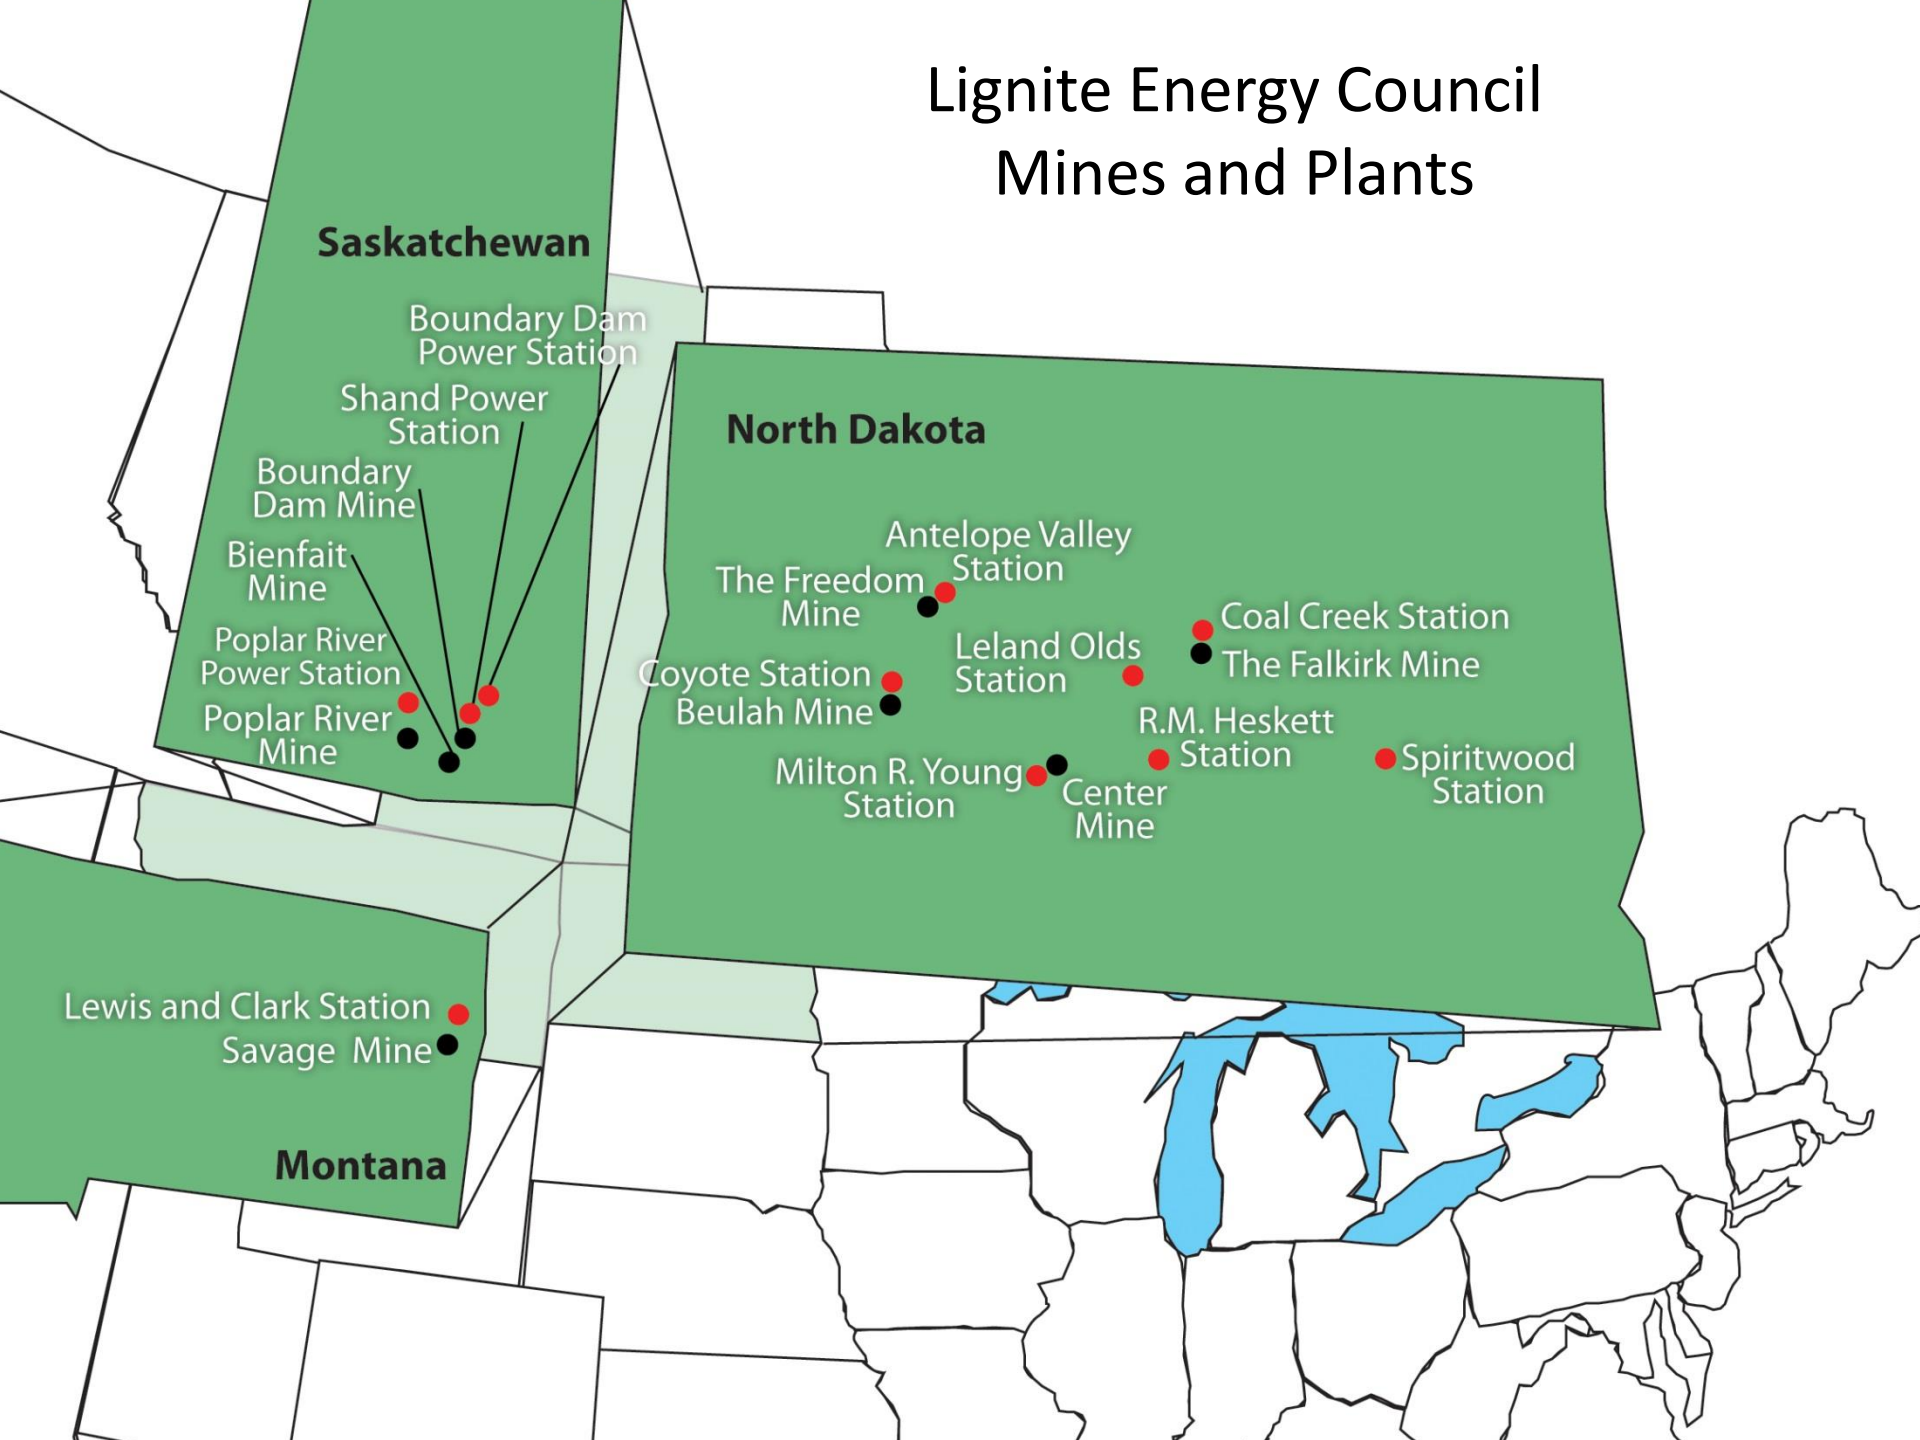 Lignite Energy Council
Mines and Plants
Saskatchewan
Boundary Dam
Power Station
Shand Power
Station
Boundary
Dam Mine
Bienfait
Mine
Poplar River
Power Station
Poplar River
Mine
North Dakota
Antelope Valley
Station
The Freedom
Mine
Coal Creek Station
The Falkirk Mine
Leland Olds
Station
Coyote Station
Beulah Mine
R.M. Heskett
Station
Spiritwood
Station
Milton R. Young
Station
Center
Mine
Lewis and Clark Station
Savage Mine
Montana